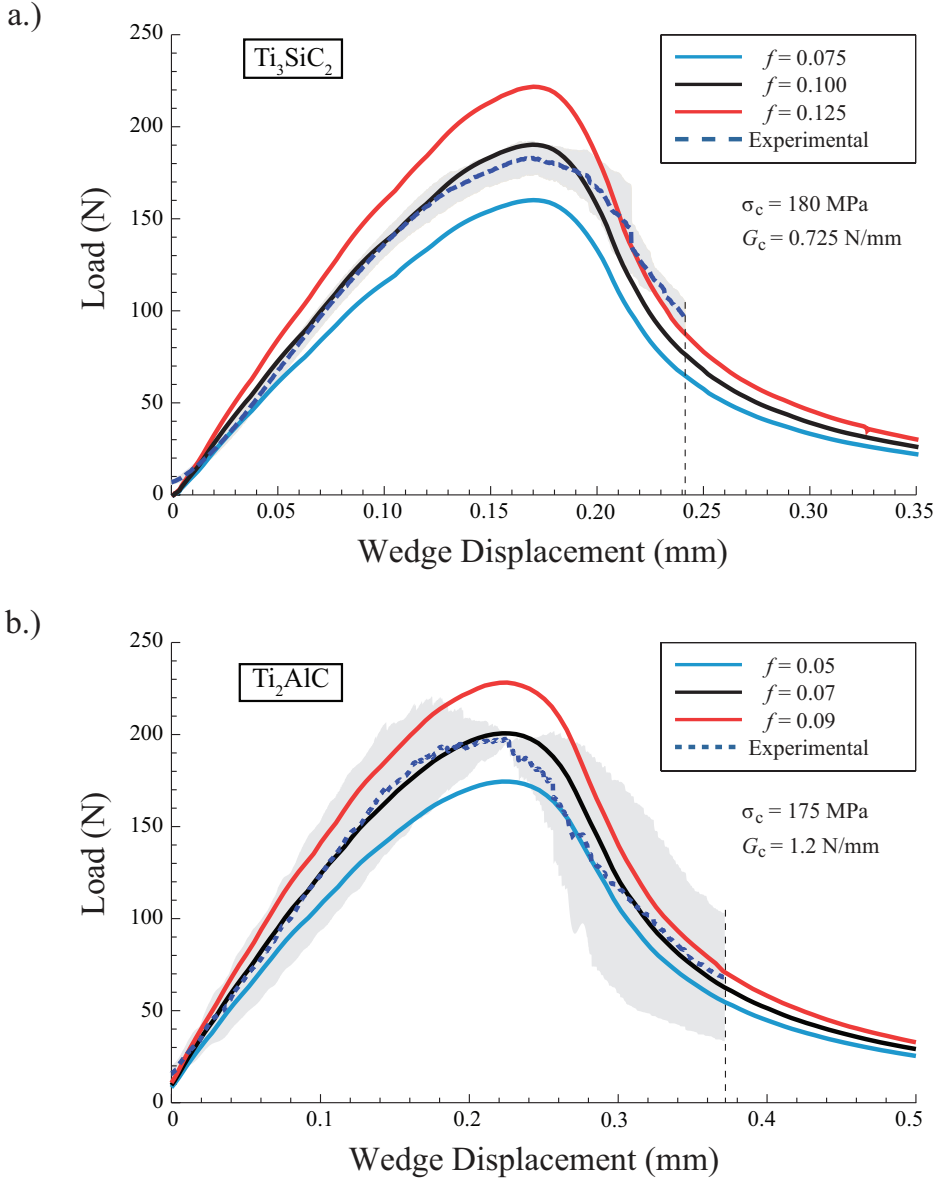 a.)
Ti₃SiC₂
f = 0.075
f = 0.100
f = 0.125
Experimental
σc = 180 MPa
Gc = 0.725 N/mm
250
200
150
100
50
0
Load (N)
0 0.05 0.10 0.15 0.20 0.25 0.30 0.35
Wedge Displacement (mm)
b.)
Ti₂AlC
f = 0.05
f = 0.07
f = 0.09
Experimental
σc = 175 MPa
Gc = 1.2 N/mm
250
200
150
100
50
0
Load (N)
0 0.1 0.2 0.3 0.4 0.5
Wedge Displacement (mm)